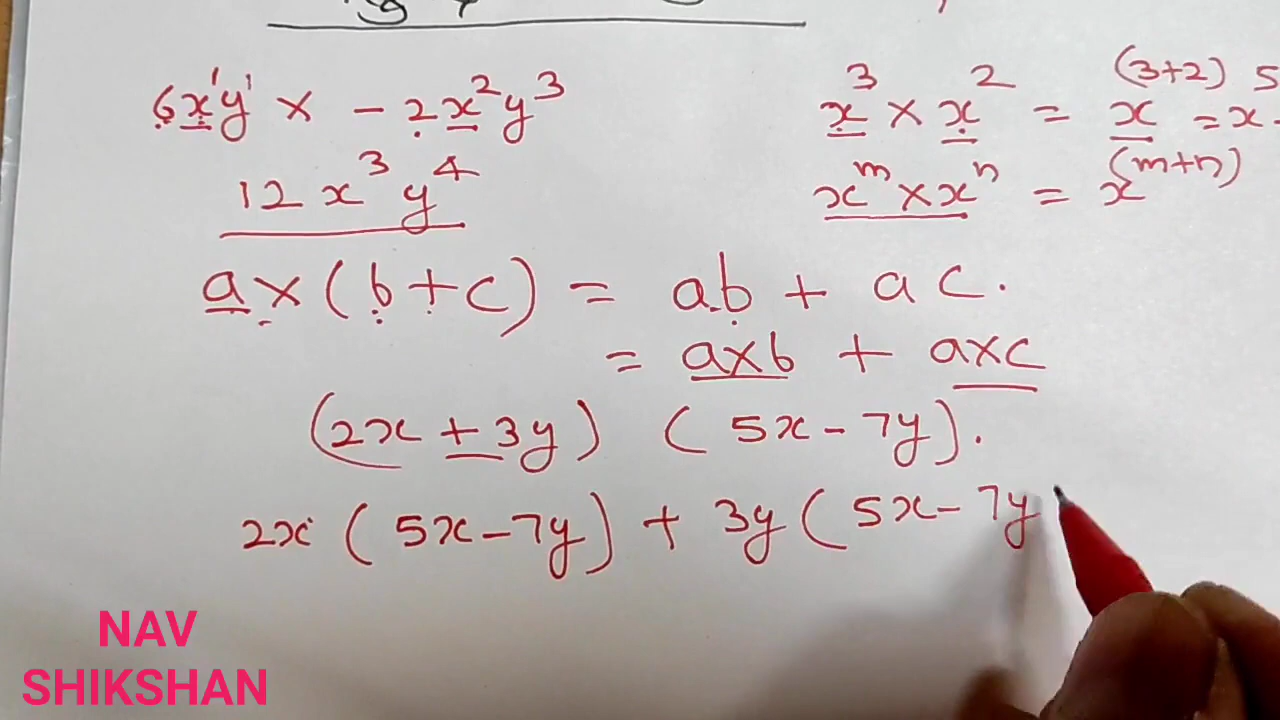 6x¹y¹ × - 2x²y³
12x³y⁴
x³ × x² = x⁽³⁺²⁾ = x⁵
xᵐ × xⁿ = x⁽ᵐ⁺ⁿ⁾
a × (b + c) = ab + ac.
= a×b + a×c
(2x + 3y) (5x - 7y).
2x (5x - 7y) + 3y (5x - 7y
NAV
SHIKSHAN